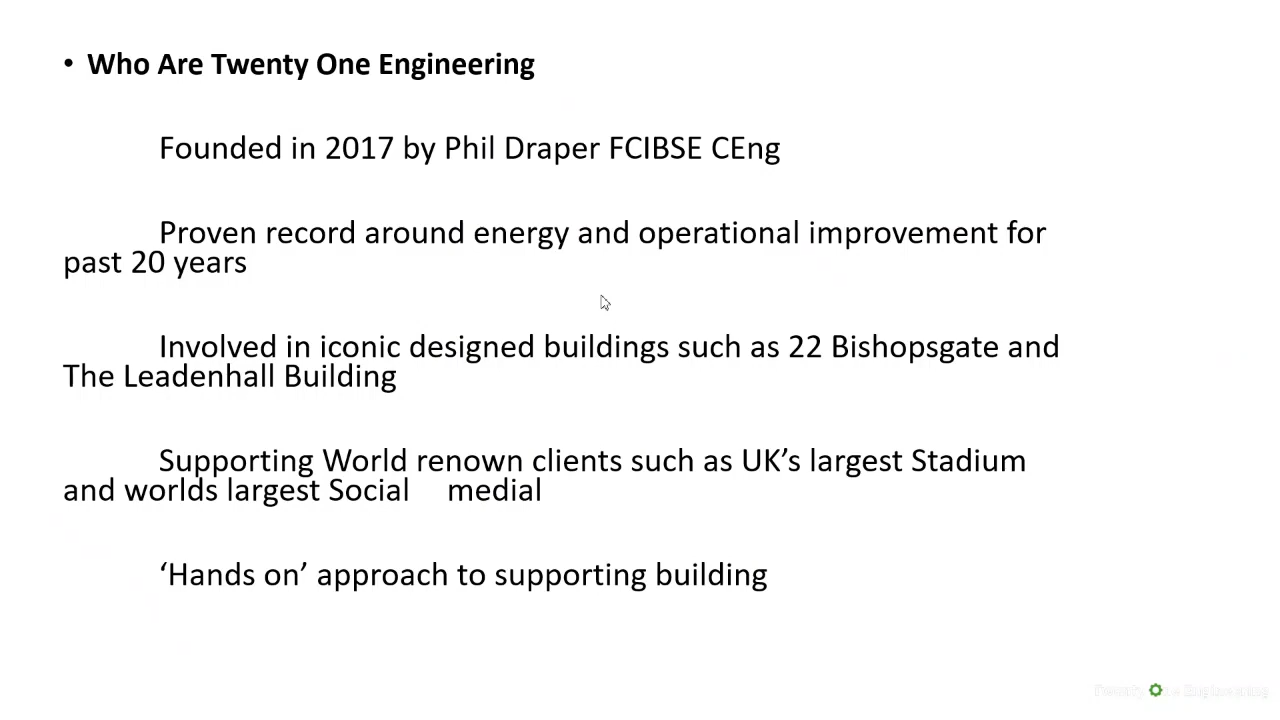 • Who Are Twenty One Engineering
Founded in 2017 by Phil Draper FCIBSE CEng
Proven record around energy and operational improvement for
past 20 years
Involved in iconic designed buildings such as 22 Bishopsgate and
The Leadenhall Building
Supporting World renown clients such as UK’s largest Stadium
and worlds largest Social medial
‘Hands on’ approach to supporting building
Twenty One Engineering